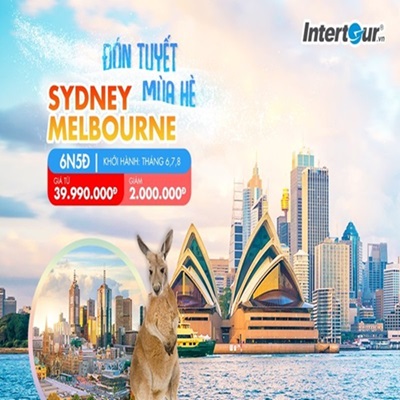 Intertour®.vn
ĐÓN TUYẾT
MÙA HÈ
SYDNEY
MELBOURNE
6N5Đ | KHỞI HÀNH: THÁNG 6,7,8
GIÁ TỪ
39.990.000Đ
GIẢM
2.000.000Đ